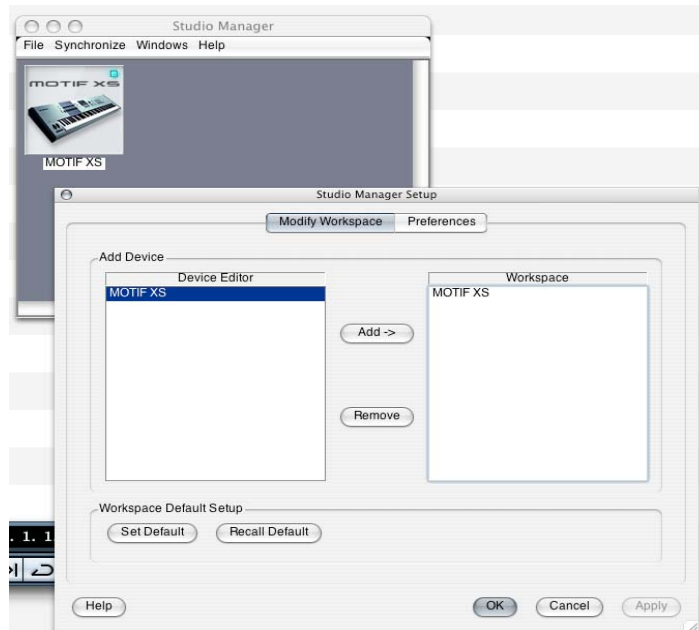 Studio Manager
File Synchronize Windows Help
MOTIF XS
MOTIF XS
Studio Manager Setup
Modify Workspace Preferences
Add Device
Device Editor
MOTIF XS
Workspace
MOTIF XS
Add ->
Remove
Workspace Default Setup
Set Default Recall Default
. 1. 1
Help OK Cancel Apply